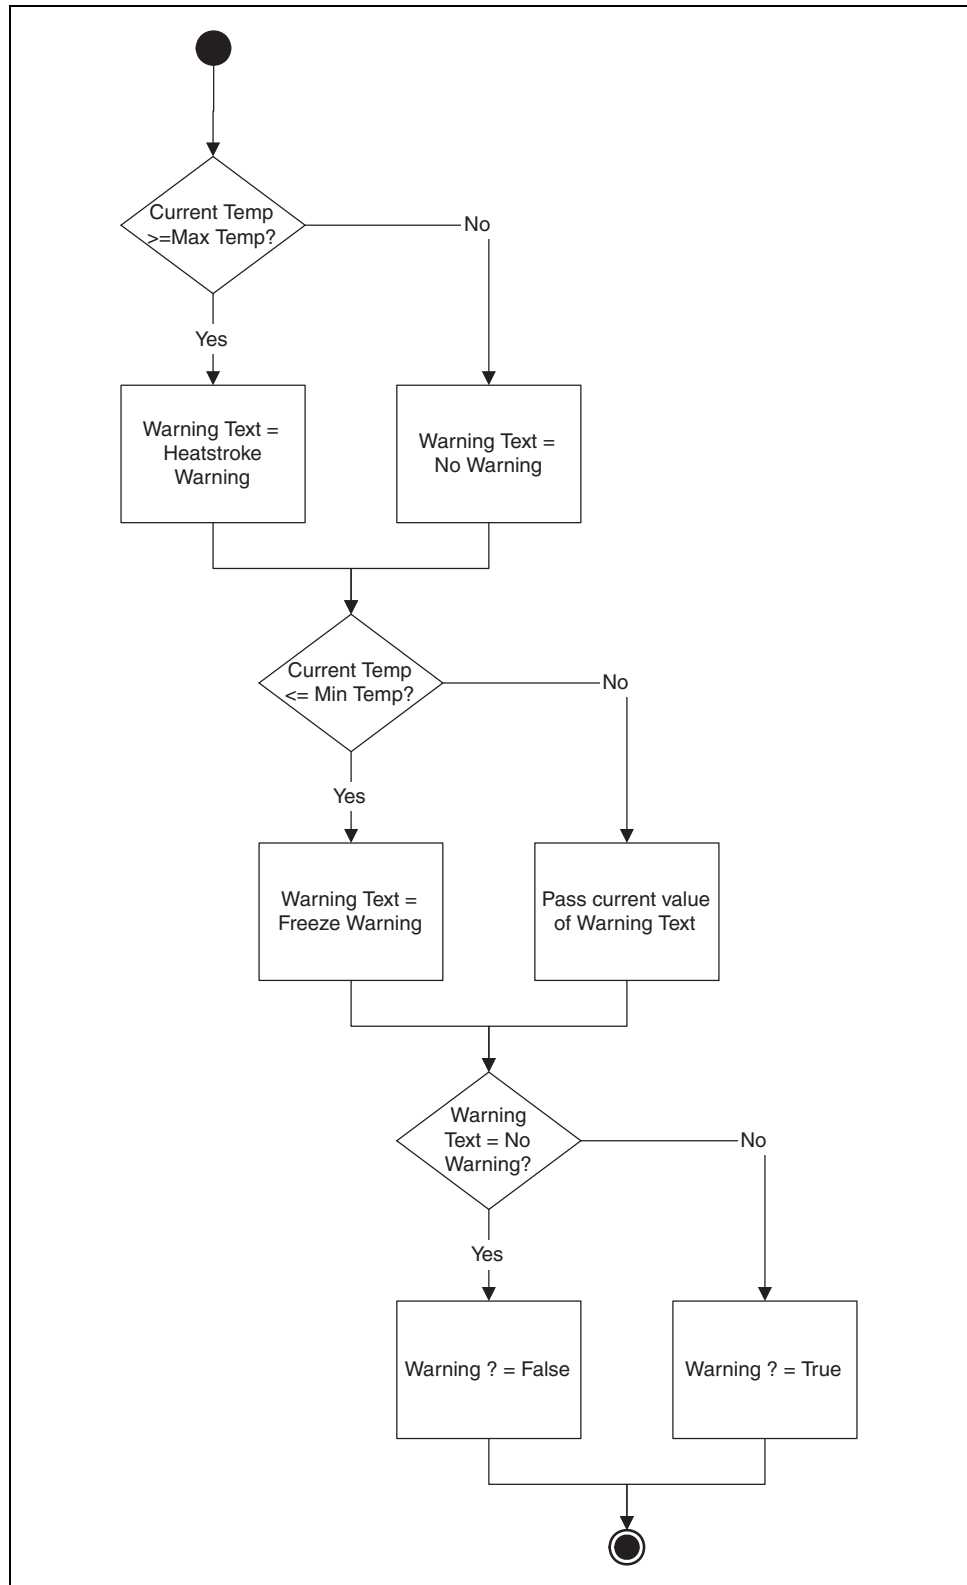 Current Temp
>=Max Temp?
No
Yes
Warning Text =
Heatstroke
Warning
Warning Text =
No Warning
Current Temp
<= Min Temp?
No
Yes
Warning Text =
Freeze Warning
Pass current value
of Warning Text
Warning
Text = No
Warning?
No
Yes
Warning ? = False
Warning ? = True